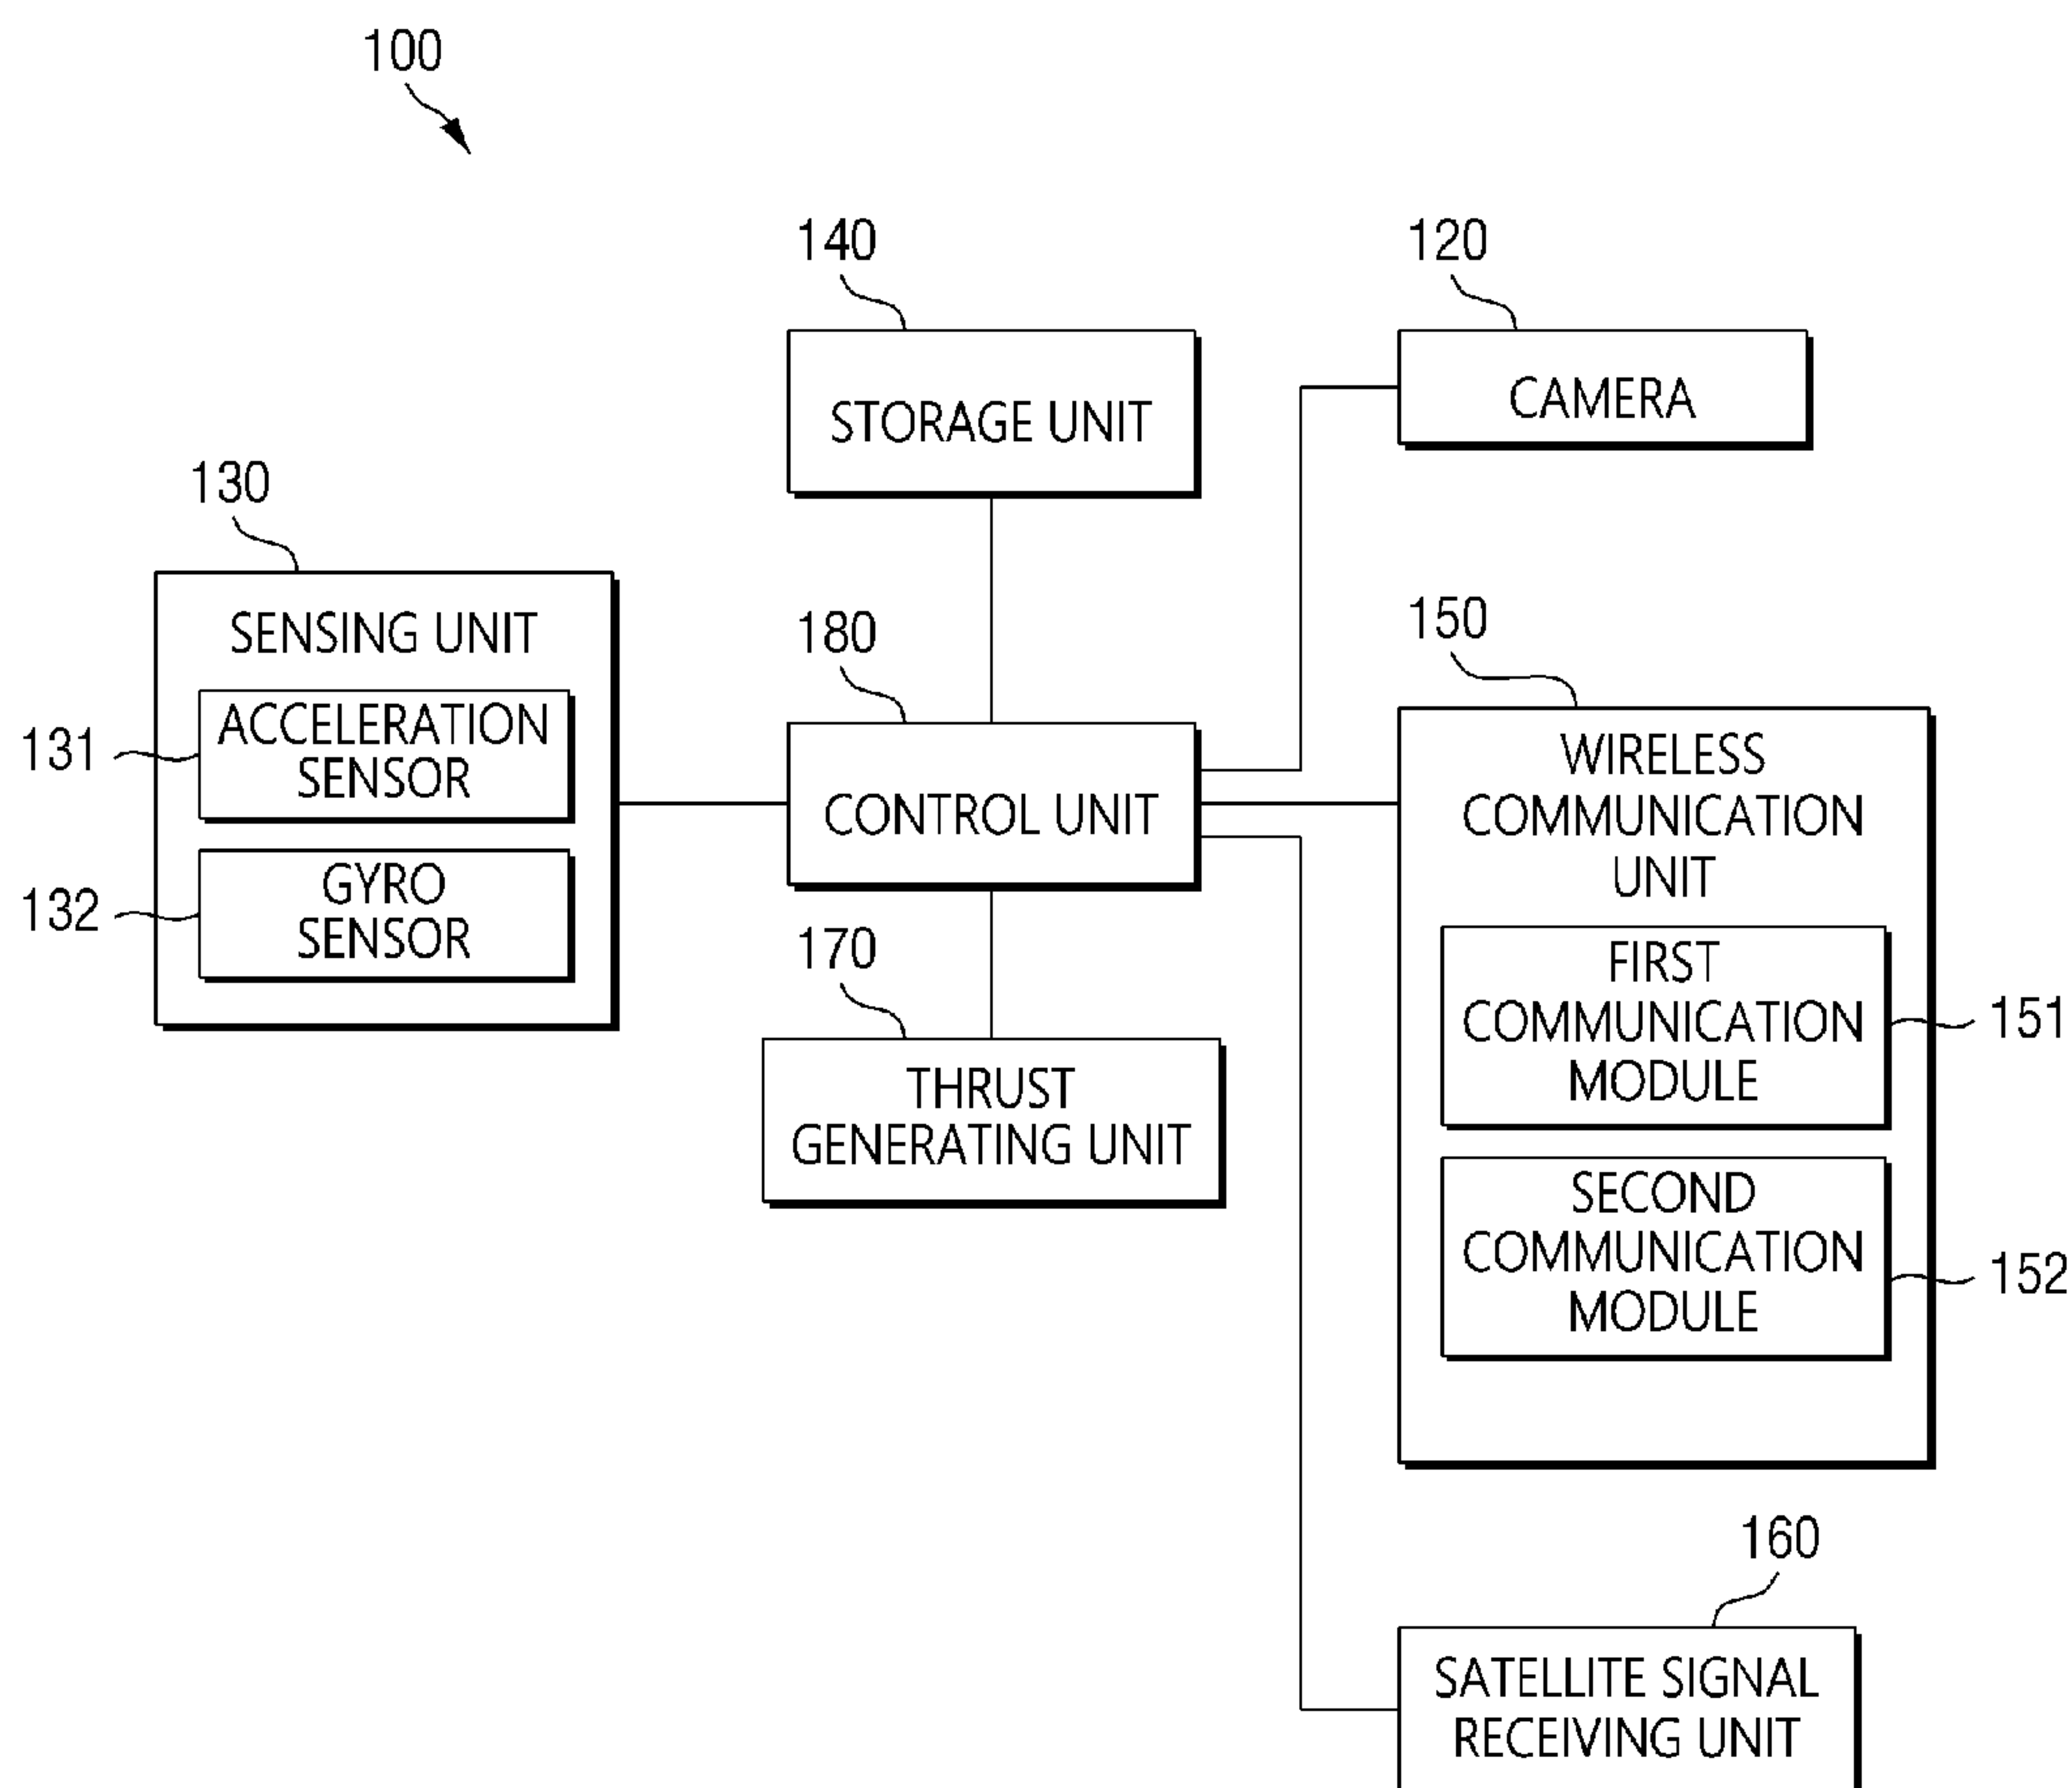 100
140
120
STORAGE UNIT
CAMERA
130
SENSING UNIT
180
150
131
ACCELERATION
SENSOR
CONTROL UNIT
WIRELESS
COMMUNICATION
UNIT
132
GYRO
SENSOR
170
FIRST
COMMUNICATION
MODULE
151
THRUST
GENERATING UNIT
SECOND
COMMUNICATION
MODULE
152
160
SATELLITE SIGNAL
RECEIVING UNIT